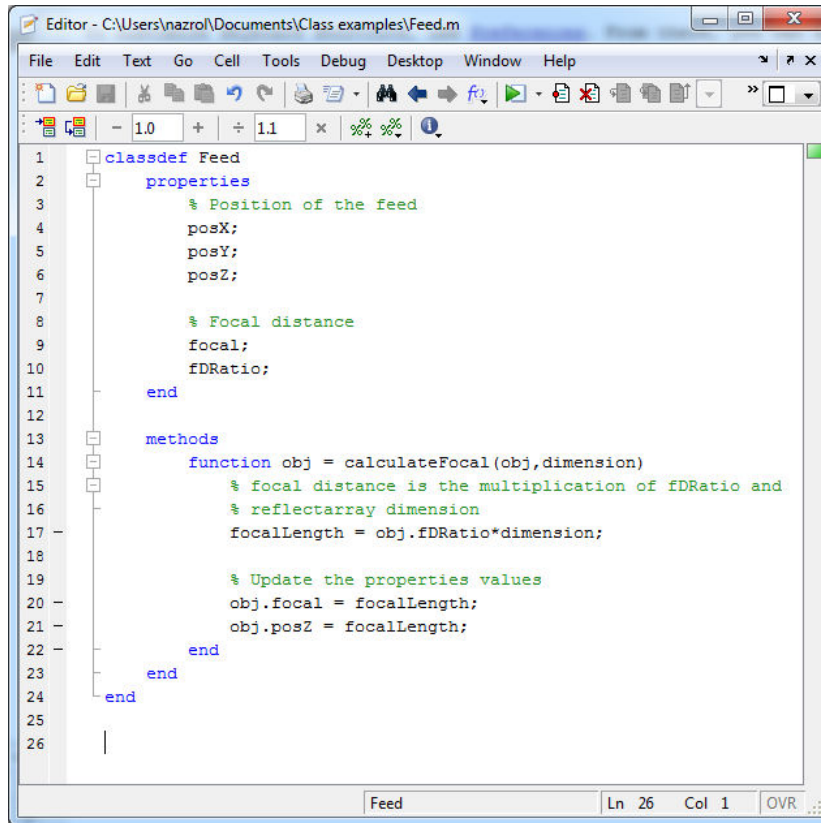 Editor - C:\Users\nazrol\Documents\Class examples\Feed.m
File Edit Text Go Cell Tools Debug Desktop Window Help
- 1.0 + ÷ 1.1 ×
1 classdef Feed
2 properties
3 % Position of the feed
4 posX;
5 posY;
6 posZ;
7
8 % Focal distance
9 focal;
10 fDRatio;
11 end
12
13 methods
14 function obj = calculateFocal(obj,dimension)
15 % focal distance is the multiplication of fDRatio and
16 % reflectarray dimension
17 – focalLength = obj.fDRatio*dimension;
18
19 % Update the properties values
20 – obj.focal = focalLength;
21 – obj.posZ = focalLength;
22 – end
23 end
24 end
25
26
Feed Ln 26 Col 1 OVR